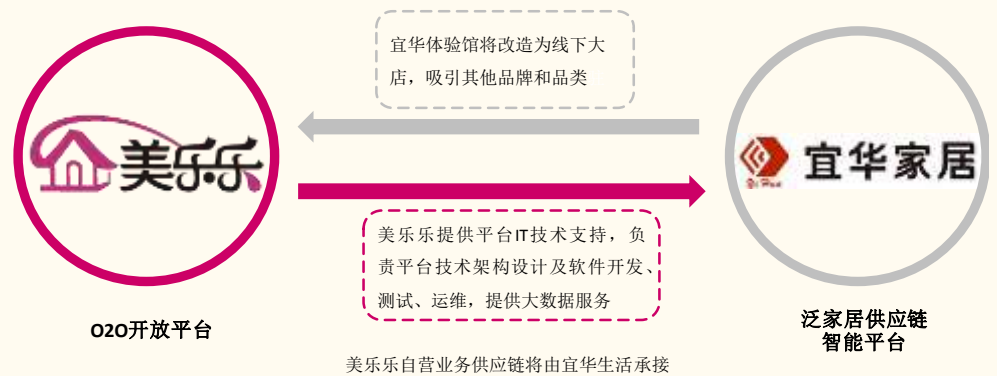 宜华体验馆将改造为线下大
店，吸引其他品牌和品类
美乐乐
宜华家居
美乐乐提供平台IT技术支持，负
责平台技术架构设计及软件开发、
测试、运维，提供大数据服务
O2O开放平台
泛家居供应链
智能平台
美乐乐自营业务供应链将由宜华生活承接